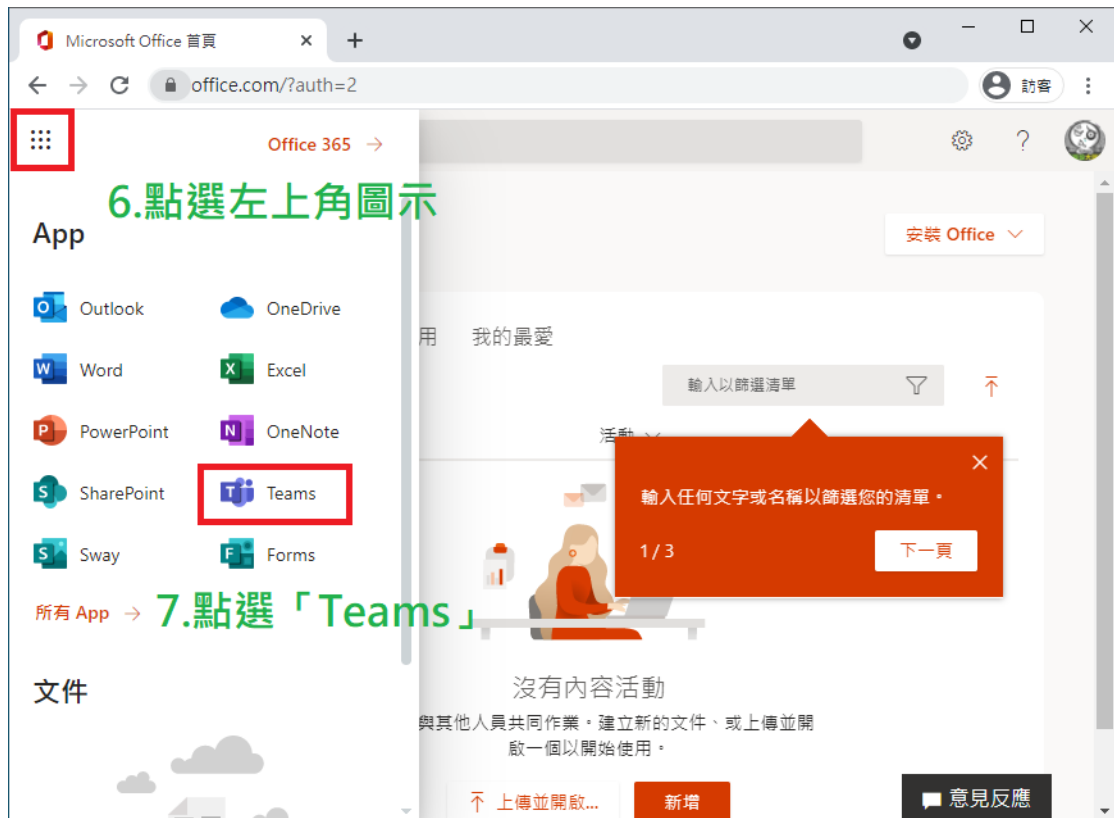 Microsoft Office 首頁
office.com/?auth=2
訪客
Office 365 →
6.點選左上角圖示
App
安裝 Office
Outlook
OneDrive
用
我的最愛
Word
Excel
輸入以篩選清單
PowerPoint
OneNote
活動
SharePoint
Teams
輸入任何文字或名稱以篩選您的清單。
1 / 3
下一頁
Sway
Forms
所有 App →
7.點選「Teams」
文件
沒有內容活動
與其他人員共同作業。建立新的文件、或上傳並開
啟一個以開始使用。
上傳並開啟...
新增
意見反應